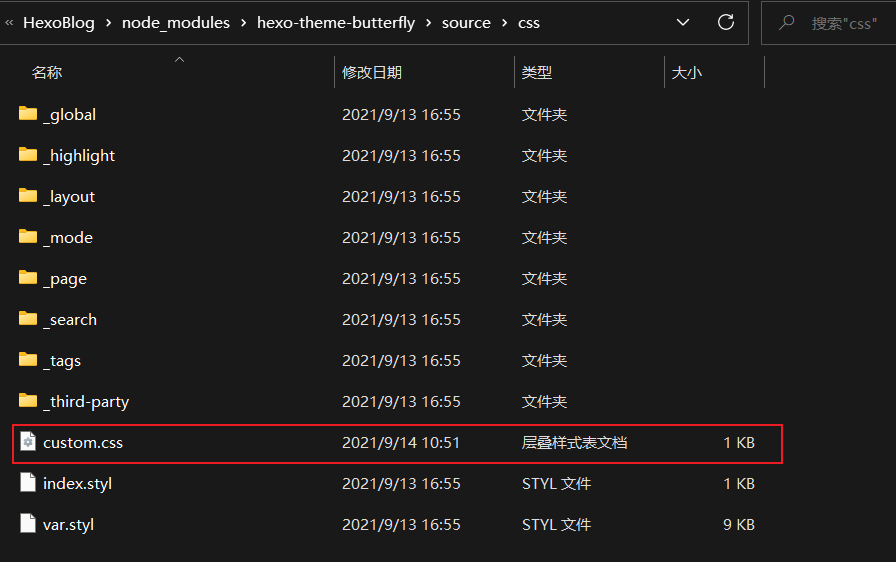 « HexoBlog › node_modules › hexo-theme-butterfly › source › css 搜索"css"
名称 修改日期 类型 大小
_global 2021/9/13 16:55 文件夹
_highlight 2021/9/13 16:55 文件夹
_layout 2021/9/13 16:55 文件夹
_mode 2021/9/13 16:55 文件夹
_page 2021/9/13 16:55 文件夹
_search 2021/9/13 16:55 文件夹
_tags 2021/9/13 16:55 文件夹
_third-party 2021/9/13 16:55 文件夹
custom.css 2021/9/14 10:51 层叠样式表文档 1 KB
index.styl 2021/9/13 16:55 STYL 文件 1 KB
var.styl 2021/9/13 16:55 STYL 文件 9 KB